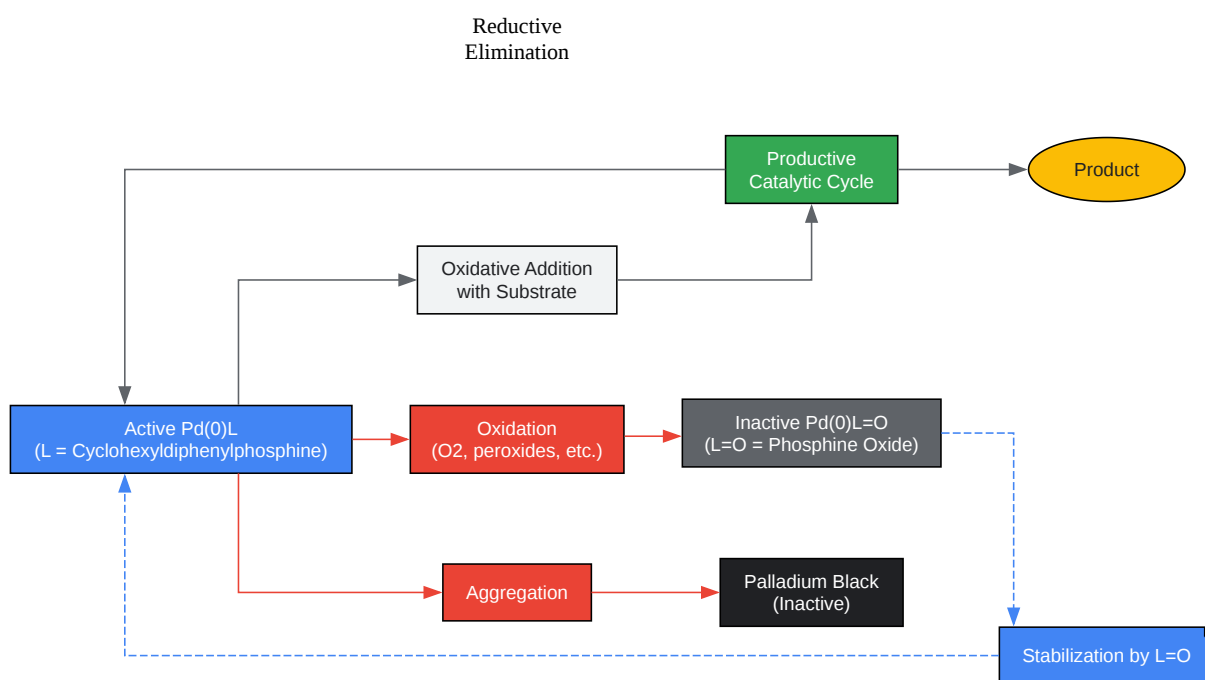 Reductive
Elimination
Productive
Catalytic Cycle
Product
Oxidative Addition
with Substrate
Active Pd(0)L
(L = Cyclohexyldiphenylphosphine)
Oxidation
(O2, peroxides, etc.)
Inactive Pd(0)L=O
(L=O = Phosphine Oxide)
Aggregation
Palladium Black
(Inactive)
Stabilization by L=O